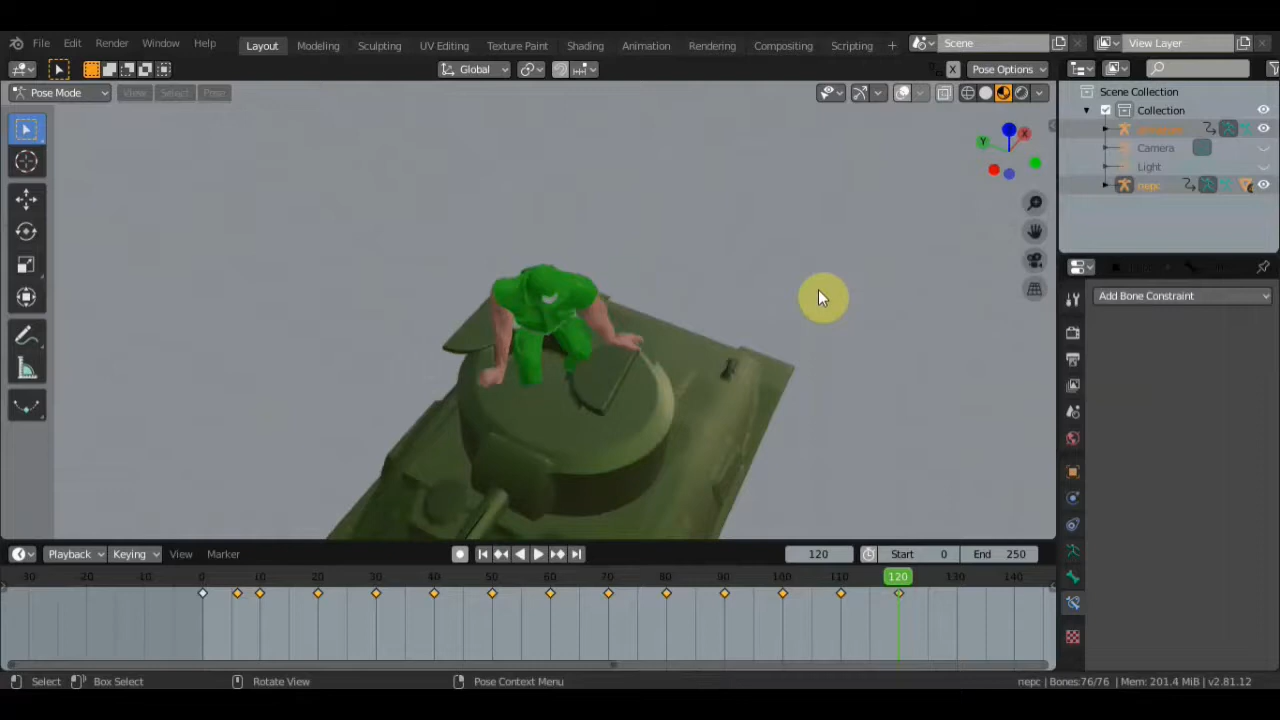 File Edit Render Window Help Layout Modeling Sculpting UV Editing Texture Paint Shading Animation Rendering Compositing Scripting + Scene View Layer
Global X Pose Options
Pose Mode View Select Pose
Scene Collection
Collection
Camera
Light
nepc
Y X
Add Bone Constraint
Playback Keying View Marker 120 Start 0 End 250
-20 0 10 20 30 40 50 60 70 80 90 100 110 120 130 140
Select Box Select Rotate View Pose Context Menu nepc | Bones:76/76 | Mem: 201.4 MiB | v2.81.12